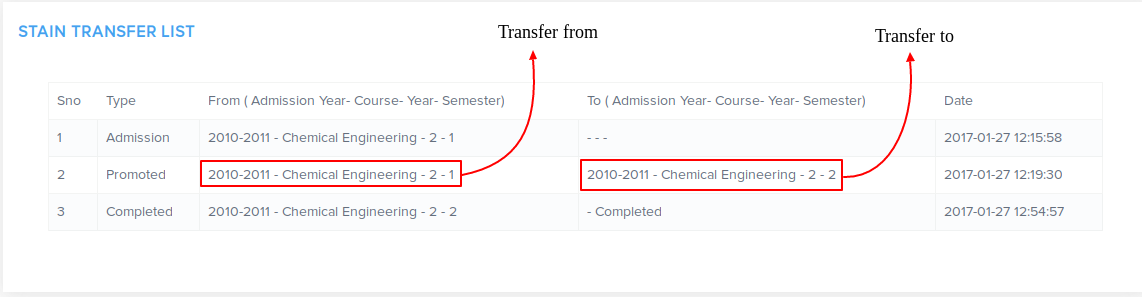 Transfer from
Transfer to
STAIN TRANSFER LIST
Sno Type From ( Admission Year- Course- Year- Semester) To ( Admission Year- Course- Year- Semester) Date
1 Admission 2010-2011 - Chemical Engineering - 2 - 1 - - - 2017-01-27 12:15:58
2 Promoted 2010-2011 - Chemical Engineering - 2 - 1 2010-2011 - Chemical Engineering - 2 - 2 2017-01-27 12:19:30
3 Completed 2010-2011 - Chemical Engineering - 2 - 2 - Completed 2017-01-27 12:54:57